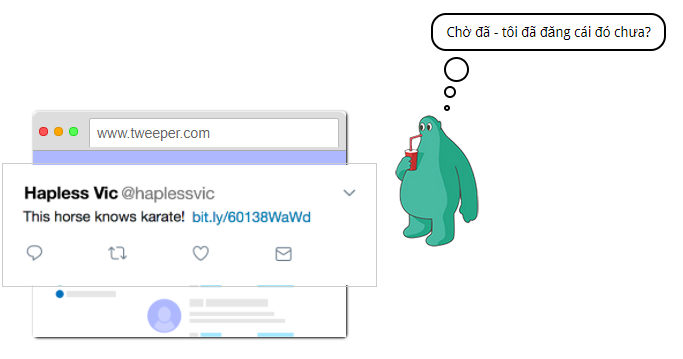 Chờ đã - tôi đã đăng cái đó chưa?
www.tweeper.com
Hapless Vic @haplessvic
This horse knows karate! bit.ly/60138WaWd